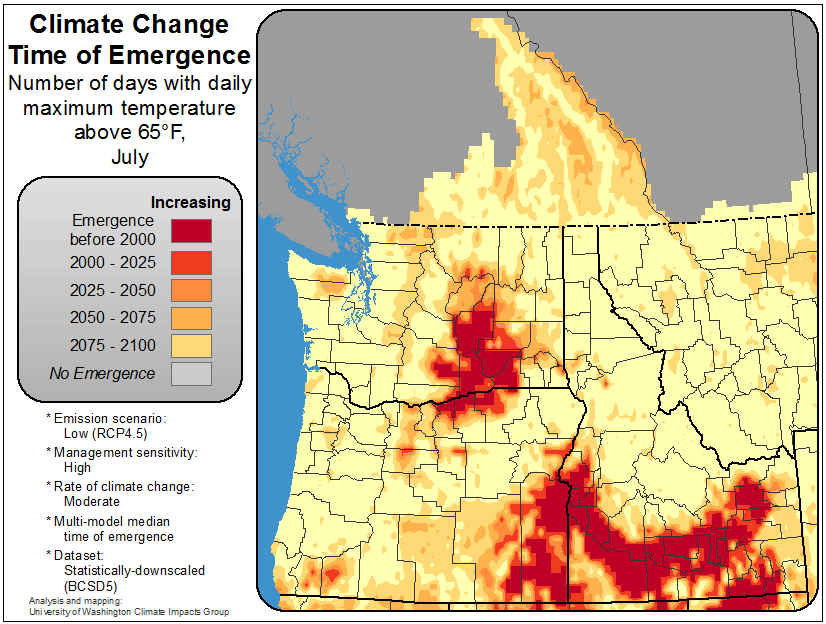 Climate Change
Time of Emergence
Number of days with daily
maximum temperature
above 65°F,
July
Increasing
Emergence
before 2000
2000 - 2025
2025 - 2050
2050 - 2075
2075 - 2100
No Emergence
* Emission scenario:
Low (RCP4.5)
* Management sensitivity:
High
* Rate of climate change:
Moderate
* Multi-model median
time of emergence
* Dataset:
Statistically-downscaled
(BCSD5)
Analysis and mapping:
University of Washington Climate Impacts Group